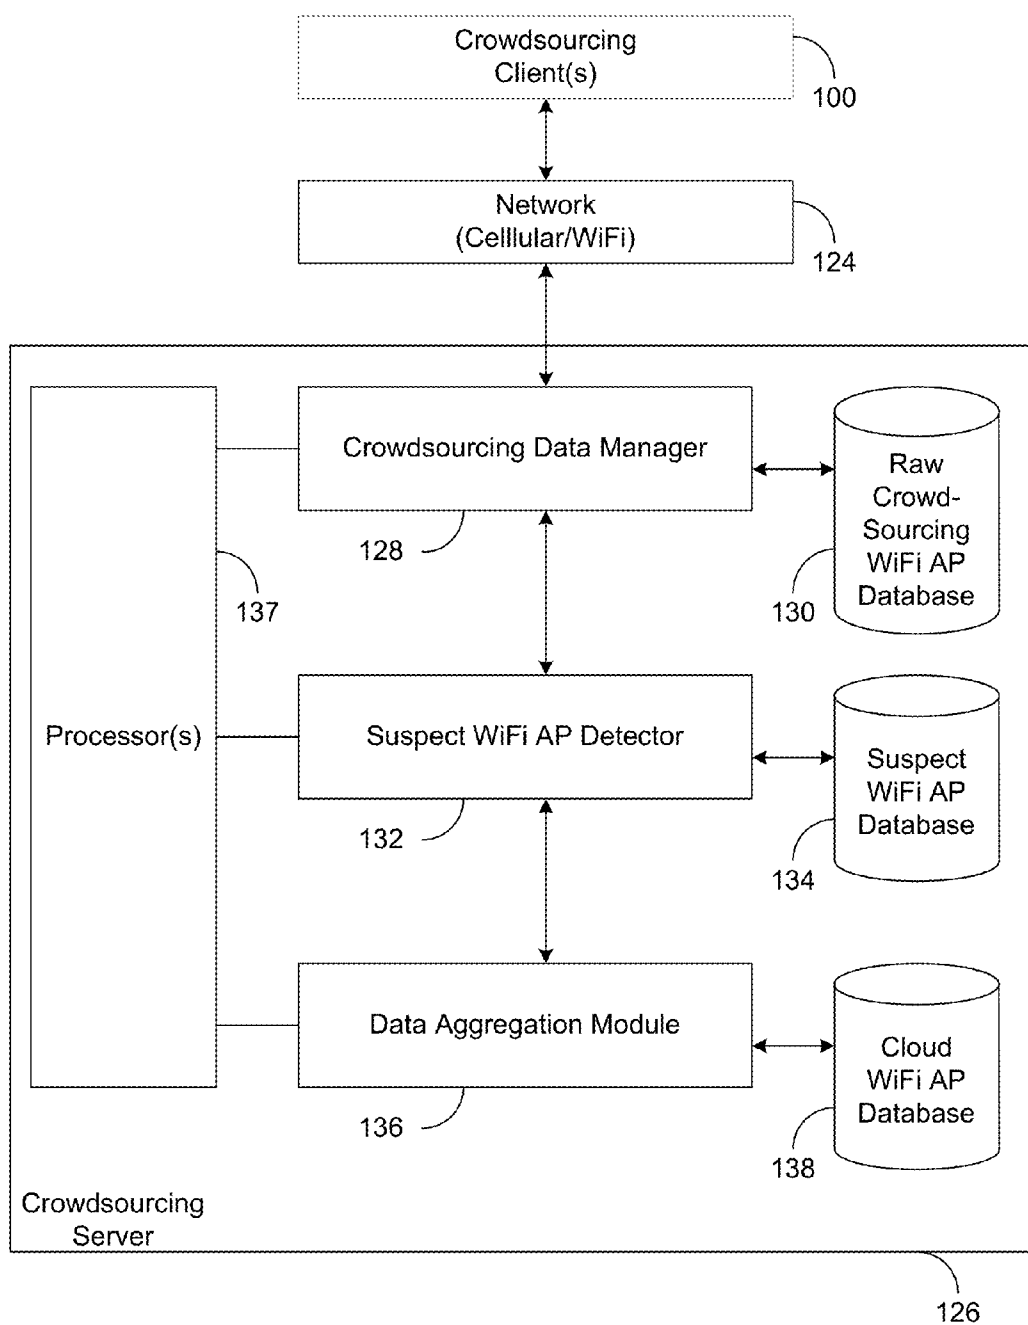 Crowdsourcing
Client(s)
100
Network
(Celllular/WiFi)
124
Crowdsourcing Data Manager
128
Raw
Crowd-
Sourcing
WiFi AP
Database
130
137
Processor(s)
Suspect WiFi AP Detector
132
Suspect
WiFi AP
Database
134
Data Aggregation Module
136
Cloud
WiFi AP
Database
138
Crowdsourcing
Server
126